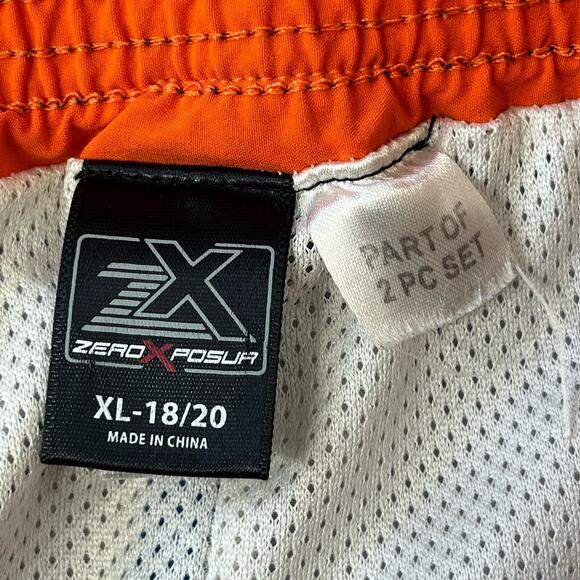 ZX
ZEROXPOSUR
XL-18/20
MADE IN CHINA
PART OF
2 PC SET